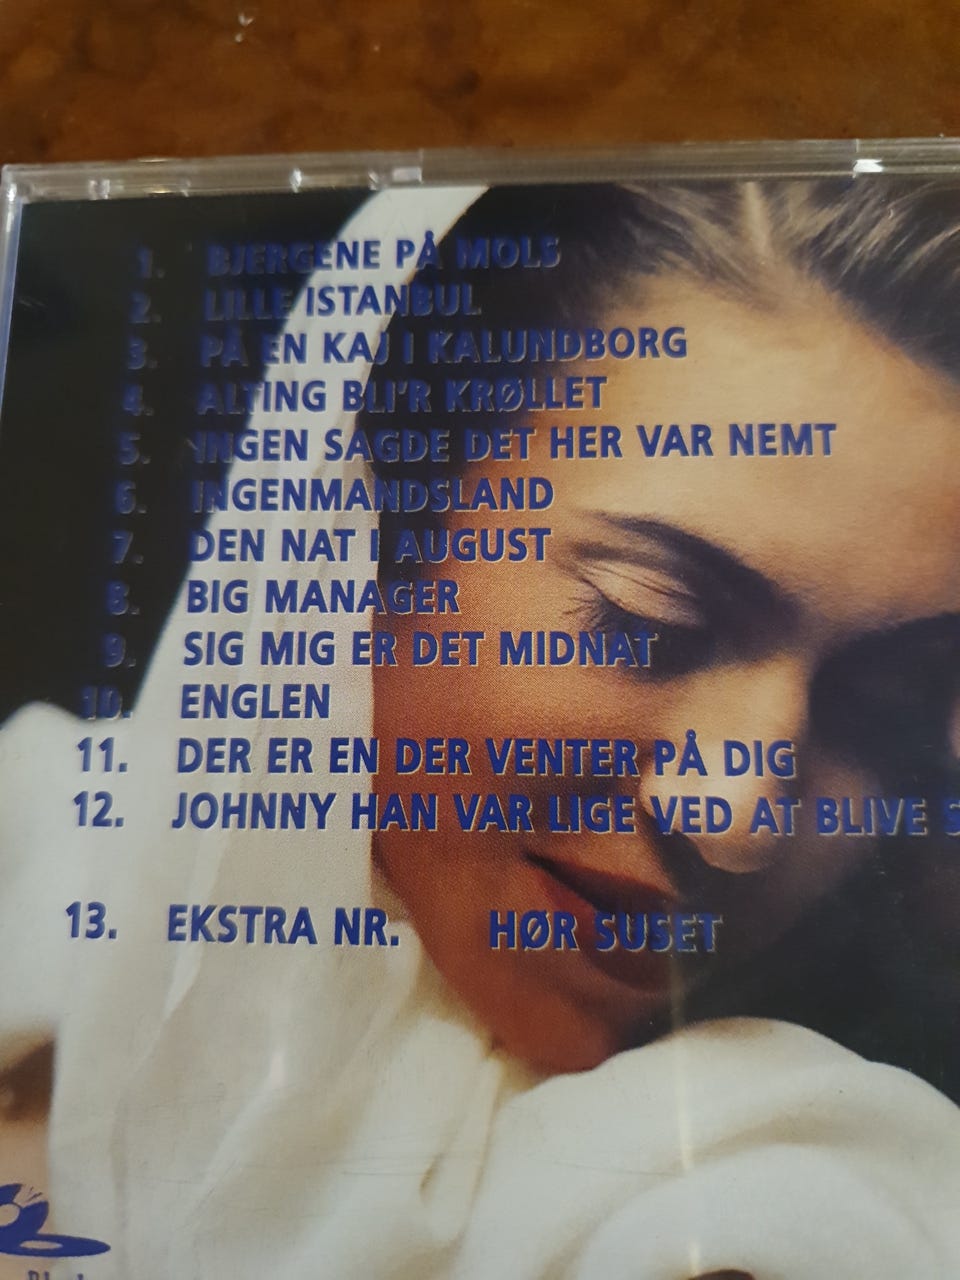 1. BJERGENE PÅ MOLS
2. LILLE ISTANBUL
3. PÅ EN KAJ I KALUNDBORG
4. ALTING BLI'R KRØLLET
5. INGEN SAGDE DET HER VAR NEMT
6. INGENMANDSLAND
7. DEN NAT I AUGUST
8. BIG MANAGER
9. SIG MIG ER DET MIDNAT
10. ENGLEN
11. DER ER EN DER VENTER PÅ DIG
12. JOHNNY HAN VAR LIGE VED AT BLIVE
13. EKSTRA NR. HØR SUSET